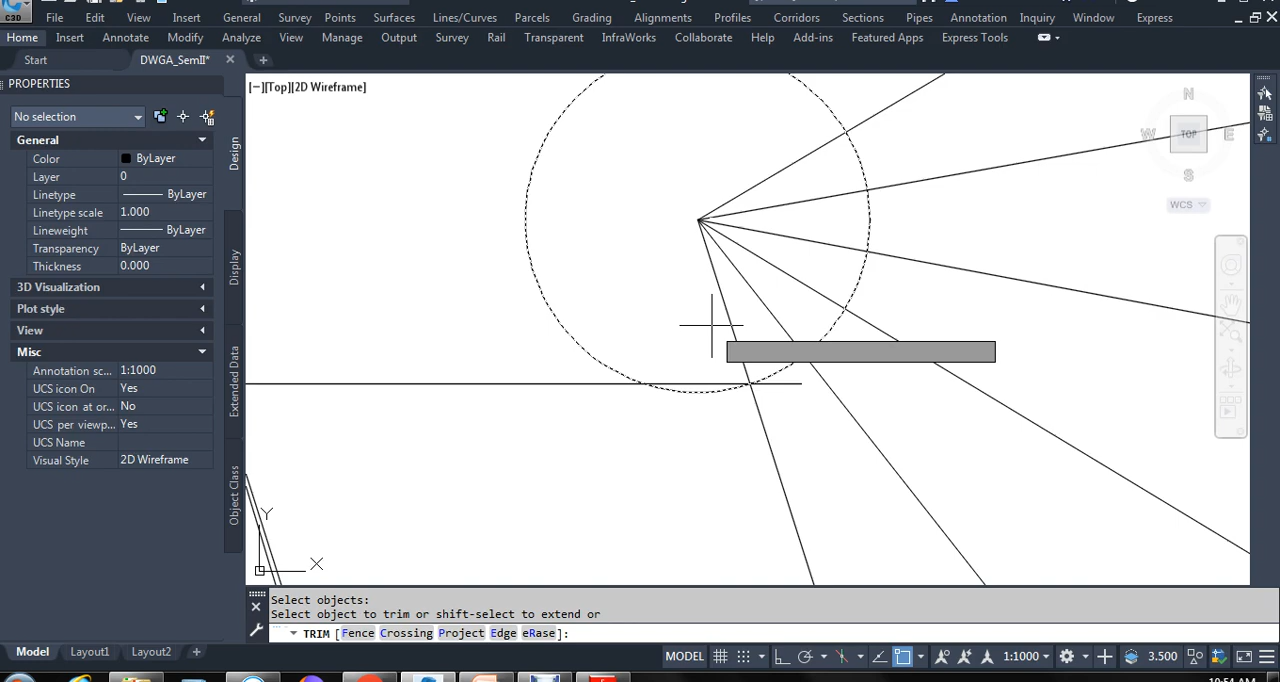 C3D File Edit View Insert General Survey Points Surfaces Lines/Curves Parcels Grading Alignments Profiles Corridors Sections Pipes Annotation Inquiry Window Express
Home Insert Annotate Modify Analyze View Manage Output Survey Rail Transparent InfraWorks Collaborate Help Add-ins Featured Apps Express Tools
Start DWGA_SemII*
PROPERTIES
No selection
General
Color ByLayer
Layer 0
Linetype ByLayer
Linetype scale 1.000
Lineweight ByLayer
Transparency ByLayer
Thickness 0.000
3D Visualization
Plot style
View
Misc
Annotation sc... 1:1000
UCS icon On Yes
UCS icon at or... No
UCS per viewp... Yes
UCS Name
Visual Style 2D Wireframe
Design
Display
Extended Data
Object Class
[−][Top][2D Wireframe]
N
W TOP E
S
WCS
Y
X
Select objects:
Select object to trim or shift-select to extend or
TRIM [Fence Crossing Project Edge eRase]:
Model Layout1 Layout2 +
MODEL 1:1000 3.500